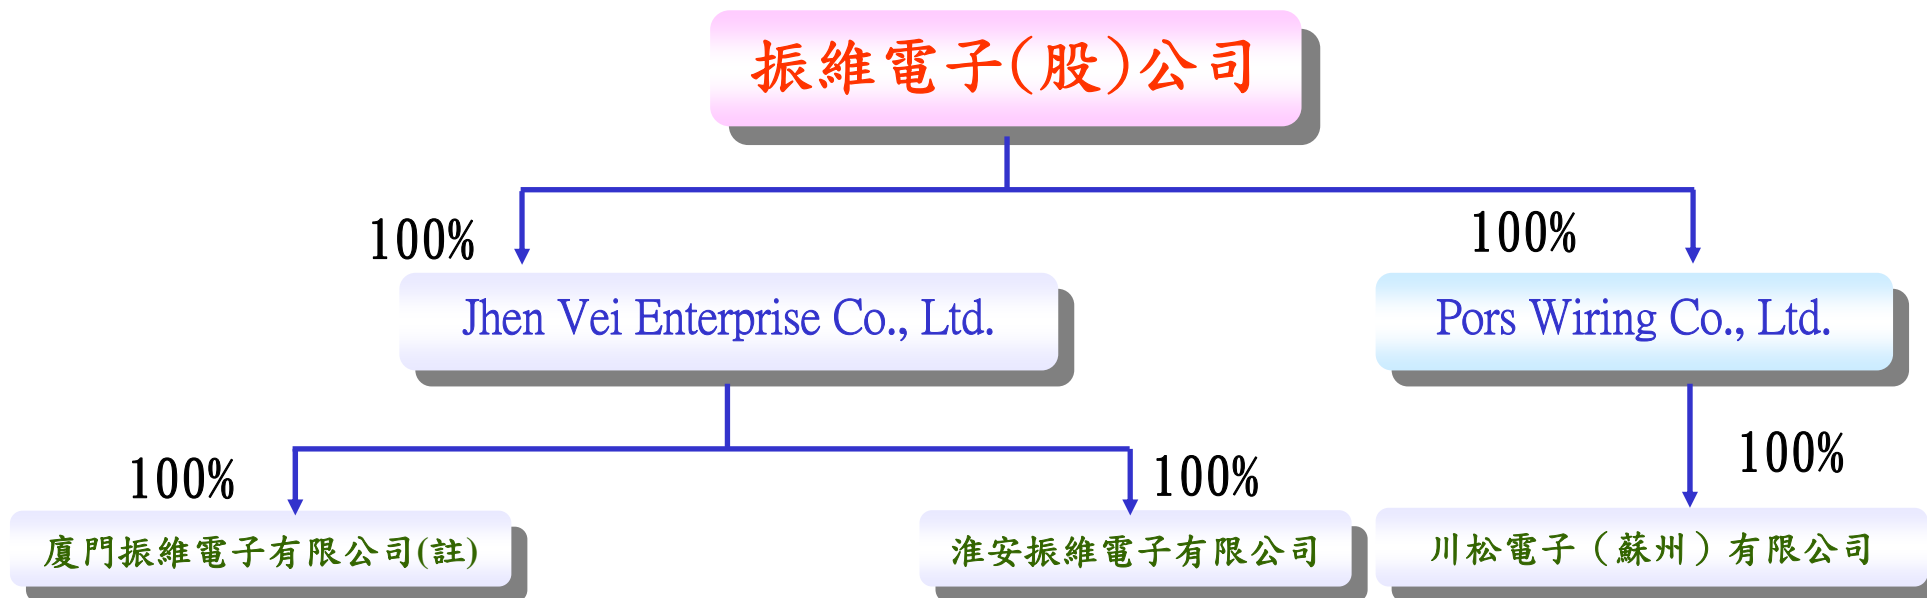 振維電子(股)公司
100%
100%
Jhen Vei Enterprise Co., Ltd.
Pors Wiring Co., Ltd.
100%
100%
100%
廈門振維電子有限公司(註)
淮安振維電子有限公司
川松電子（蘇州）有限公司